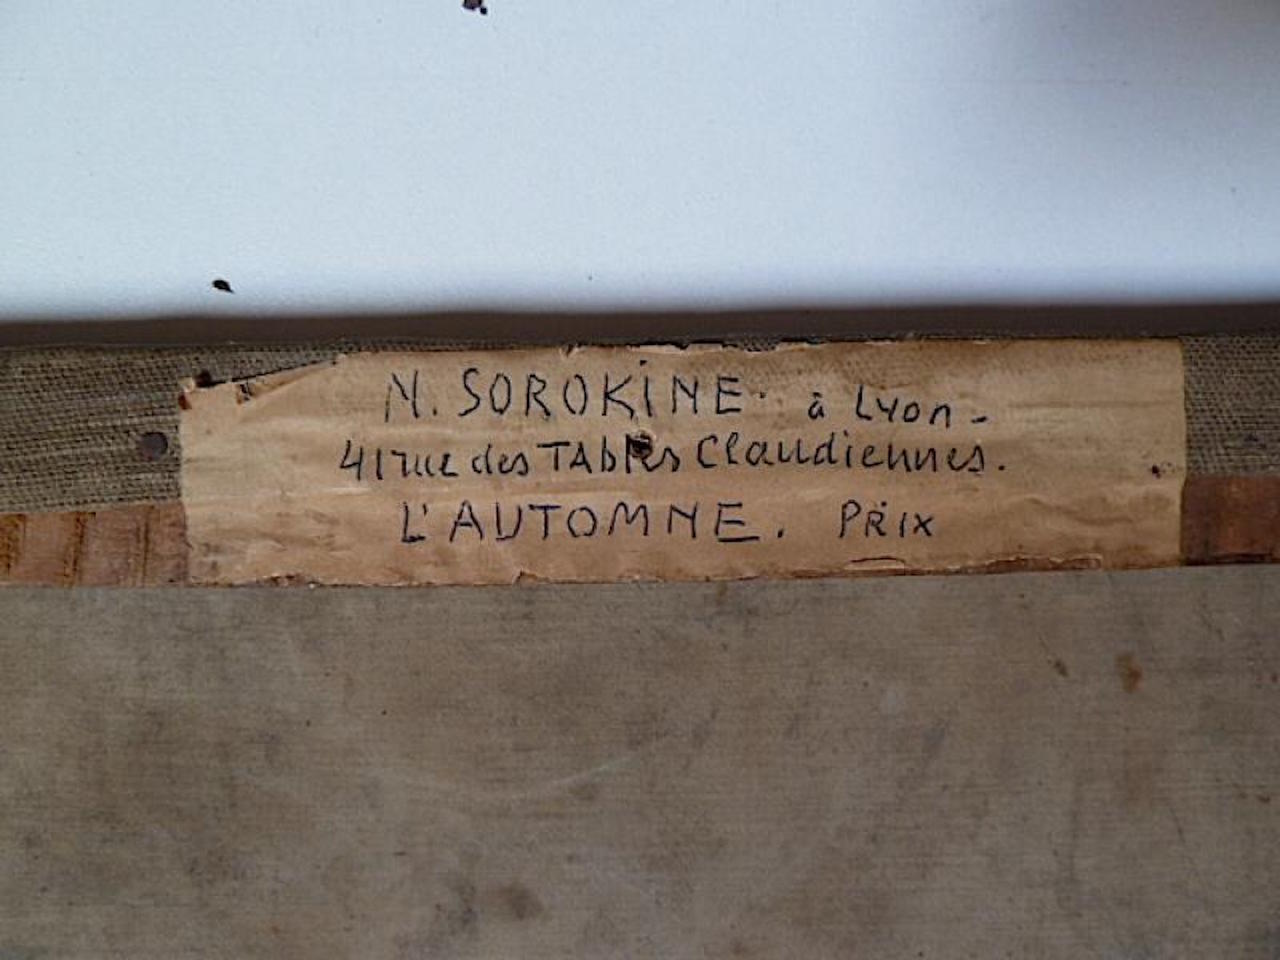 N. SOROKINE. à Lyon -
41 rue des TAbles Claudiennes.
L'AUTOMNE. PRIX